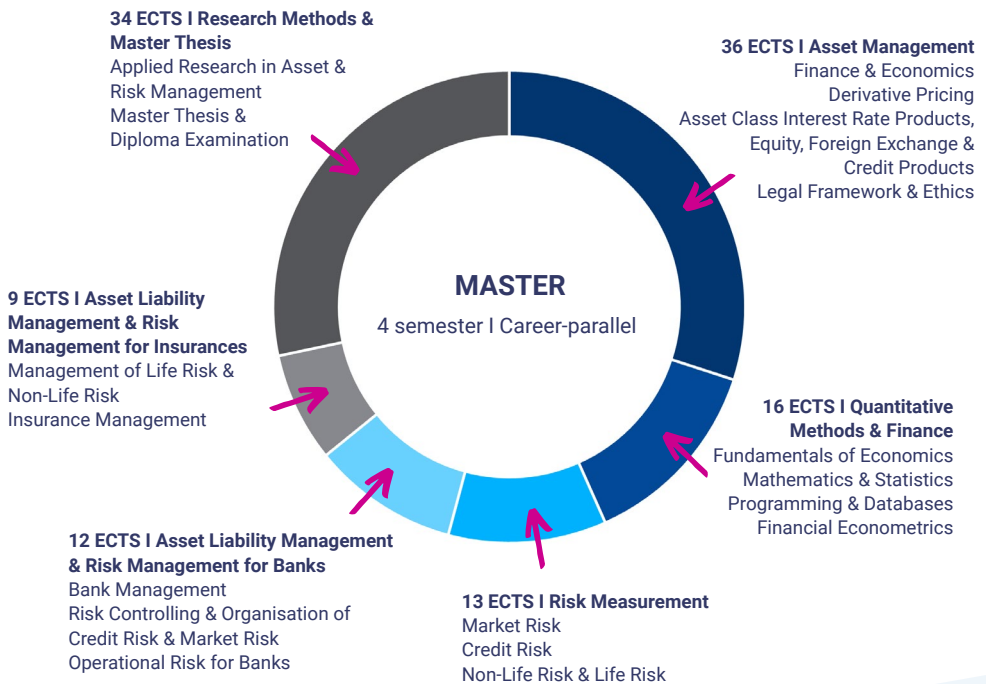 34 ECTS I Research Methods &
Master Thesis
Applied Research in Asset &
Risk Management
Master Thesis &
Diploma Examination
36 ECTS I Asset Management
Finance & Economics
Derivative Pricing
Asset Class Interest Rate Products,
Equity, Foreign Exchange &
Credit Products
Legal Framework & Ethics
MASTER
4 semester I Career-parallel
9 ECTS I Asset Liability
Management & Risk
Management for Insurances
Management of Life Risk &
Non-Life Risk
Insurance Management
16 ECTS I Quantitative
Methods & Finance
Fundamentals of Economics
Mathematics & Statistics
Programming & Databases
Financial Econometrics
12 ECTS I Asset Liability Management
& Risk Management for Banks
Bank Management
Risk Controlling & Organisation of
Credit Risk & Market Risk
Operational Risk for Banks
13 ECTS I Risk Measurement
Market Risk
Credit Risk
Non-Life Risk & Life Risk